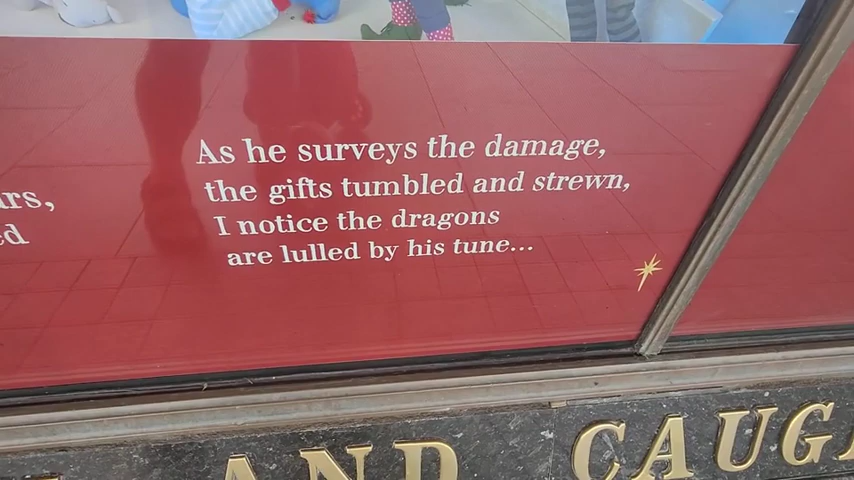 As he surveys the damage,
the gifts tumbled and strewn,
I notice the dragons
are lulled by his tune...
AND